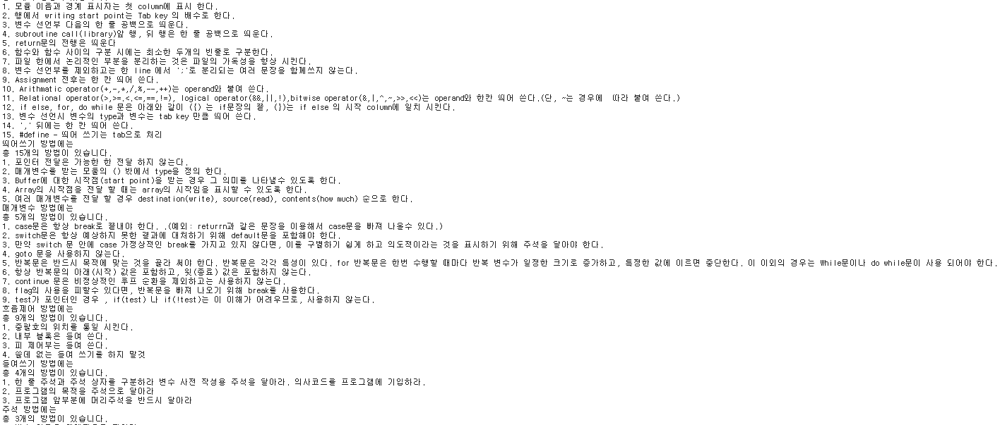 1. 모듈 이름과 경계 표시자는 첫 column에 표시 한다.
2. 행에서 writing start point는 Tab key 의 배수로 한다.
3. 변수 선언부 다음의 한 줄 공백으로 띄운다.
4. subroutine call(library)앞 행, 뒤 행은 한 줄 공백으로 띄운다.
5. return문의 전행은 띄운다
6. 함수와 함수 사이의 구분 시에는 최소한 두개의 빈줄로 구분한다.
7. 파일 한에서 논리적인 부분을 분리하는 것은 파일의 가독성을 향상 시킨다.
8. 변수 선언부를 제외하고는 한 line 에서 ';'로 분리되는 여러 문장을 함께쓰지 않는다.
9. Assignment 전후는 한 칸 띄어 쓴다.
10. Arithmatic operator(+,-,*,/,%,--,++)는 operand와 붙여 쓴다.
11. Relational operator(>,>=,<,<=,==,!=), logical operator(&&,||,!),bitwise operator(&,|,^,~,>>,<<)는 operand와 한칸 띄어 쓴다.(단, ~는 경우에  따라 붙여 쓴다.)
12. if else, for, do while 문은 아래와 같이 ({) 는 if문장의 끝, (})는 if else 의 시작 column에 일치 시킨다.
13. 변수 선언시 변수의 type과 변수는 tab key 만큼 띄어 쓴다.
14. ',' 뒤에는 한 칸 띄어 쓴다.
15. #define - 띄어 쓰기는 tab으로 처리
띄어쓰기 방법에는
총 15개의 방법이 있습니다.
1. 포인터 전달은 가능한 한 전달 하지 않는다.
2. 매개변수를 받는 모듈의 () 밖에서 type을 정의 한다.
3. Buffer에 대한 시작점(start point)을 받는 경우 그 의미를 나타낼수 있도록 한다.
4. Array의 시작점을 전달 할 때는 array의 시작임을 표시할 수 있도록 한다.
5. 여러 매개변수를 전달 할 경우 destination(write), source(read), contents(how much) 순으로 한다.
매개변수 방법에는
총 5개의 방법이 있습니다.
1. case문은 항상 break로 끝내야 한다. .(예외: returrn과 같은 문장을 이용해서 case문을 빠져 나올수 있다.)
2. switch문은 항상 예상하지 못한 결과에 대처하기 위해 default문을 포함해야 한다.
3. 만약 switch 문 안에 case 가정상적인 break를 가지고 있지 않다면, 이를 구별하기 쉽게 하고 의도적이라는 것을 표시하기 위해 주석을 달아야 한다.
4. goto 문을 사용하지 않는다.
5. 반복문은 반드시 목적에 맞는 것을 골라 써야 한다. 반복문은 각각 특성이 있다. for 반복문은 한번 수행할 때마다 반복 변수가 일정한 크기로 증가하고, 특정한 값에 이르면 중단한다. 이 이외의 경우는 While문이나 do while문이 사용 되어야 한다.
6. 항상 반복문의 아래(시작) 값은 포함하고, 윗(종료) 값은 포함하지 않는다.
7. continue 문은 비정상적인 루프 순환을 제외하고는 사용하지 않는다.
8. flag의 사용을 피할수 있다면, 반복문을 빠져 나오기 위해 break를 사용한다.
9. test가 포인터인 경우 , if(test) 나 if(!test)는 이 이해가 어려우므로, 사용하지 않는다.
흐름제어 방법에는
총 9개의 방법이 있습니다.
1. 중괄호의 위치를 통일 시킨다.
2. 내부 블록은 들여 쓴다.
3. 피 제어부는 들여 쓴다.
4. 쓸데 없는 들여 쓰기를 하지 말것
들여쓰기 방법에는
총 4개의 방법이 있습니다.
1. 한 줄 주석과 주석 상자를 구분하라 변수 사전 작성용 주석을 달아라. 의사코드를 프로그램에 기입하라.
2. 프로그램의 목적을 주석으로 달아라
3. 프로그램 앞부분에 머리주석을 반드시 달아라
주석 방법에는
총 3개의 방법이 있습니다.